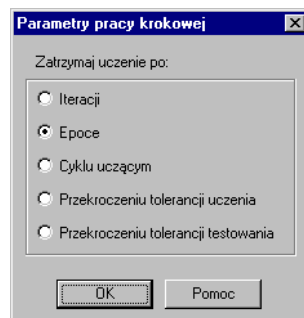 Parametry pracy krokowej
Zatrzymaj uczenie po:
Iteracji
Epoce
Cyklu uczącym
Przekroczeniu tolerancji uczenia
Przekroczeniu tolerancji testowania
OK
Pomoc